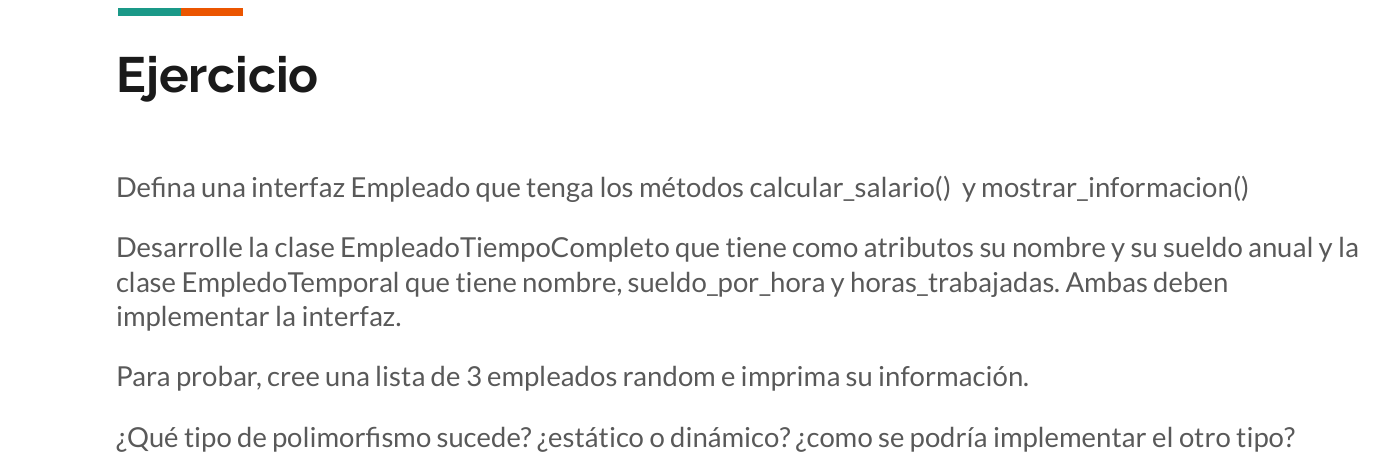 Ejercicio
Defina una interfaz Empleado que tenga los métodos calcular_salario()  y mostrar_informacion()
Desarrolle la clase EmpleadoTiempoCompleto que tiene como atributos su nombre y su sueldo anual y la
clase EmpledoTemporal que tiene nombre, sueldo_por_hora y horas_trabajadas. Ambas deben
implementar la interfaz.
Para probar, cree una lista de 3 empleados random e imprima su información.
¿Qué tipo de polimorfismo sucede? ¿estático o dinámico? ¿como se podría implementar el otro tipo?